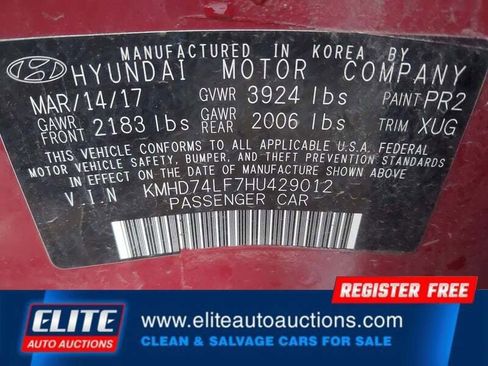 MANUFACTURED IN KOREA BY
HYUNDAI MOTOR COMPANY
MAR/14/17 GVWR 3924 lbs PAINT PR2
GAWR FRONT 2183 lbs GAWR REAR 2006 lbs TRIM XUG
THIS VEHICLE CONFORMS TO ALL APPLICABLE U.S.A. FEDERAL
MOTOR VEHICLE SAFETY, BUMPER, AND THEFT PREVENTION STANDARDS
IN EFFECT ON THE DATE OF MANUFACTURE SHOWN ABOVE.
VIN KMHD74LF7HU429012
PASSENGER CAR
REGISTER FREE
ELITE
AUTO AUCTIONS
www.eliteautoauctions.com
CLEAN & SALVAGE CARS FOR SALE